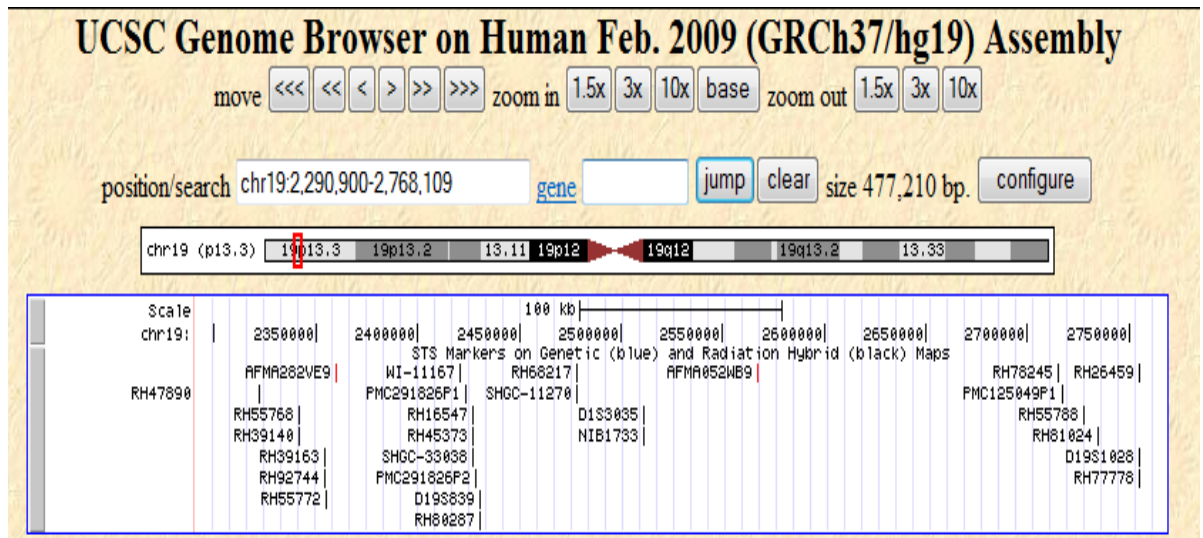 UCSC Genome Browser on Human Feb. 2009 (GRCh37/hg19) Assembly
move <<< << < > >> >>> zoom in 1.5x 3x 10x base zoom out 1.5x 3x 10x
position/search chr19:2,290,900-2,768,109 gene jump clear size 477,210 bp. configure
chr19 (p13.3) 19p13.3 19p13.2 13.11 19p12 19q12 19q13.2 13.33
Scale 100 kb
chr19: 2350000 2400000 2450000 2500000 2550000 2600000 2650000 2700000 2750000
STS Markers on Genetic (blue) and Radiation Hybrid (black) Maps
AFMA282VE9 WI-11167 RH68217 AFMA052WB9 RH78245 RH26459
RH47890 PMC291826P1 SHGC-11270 PMC125049P1
RH55768 RH16547 D1S3035 RH55788
RH39140 RH45373 NIB1733 RH81024
RH39163 SHGC-33038 D19S1028
RH92744 PMC291826P2 RH77778
RH55772 D19S839
RH80287